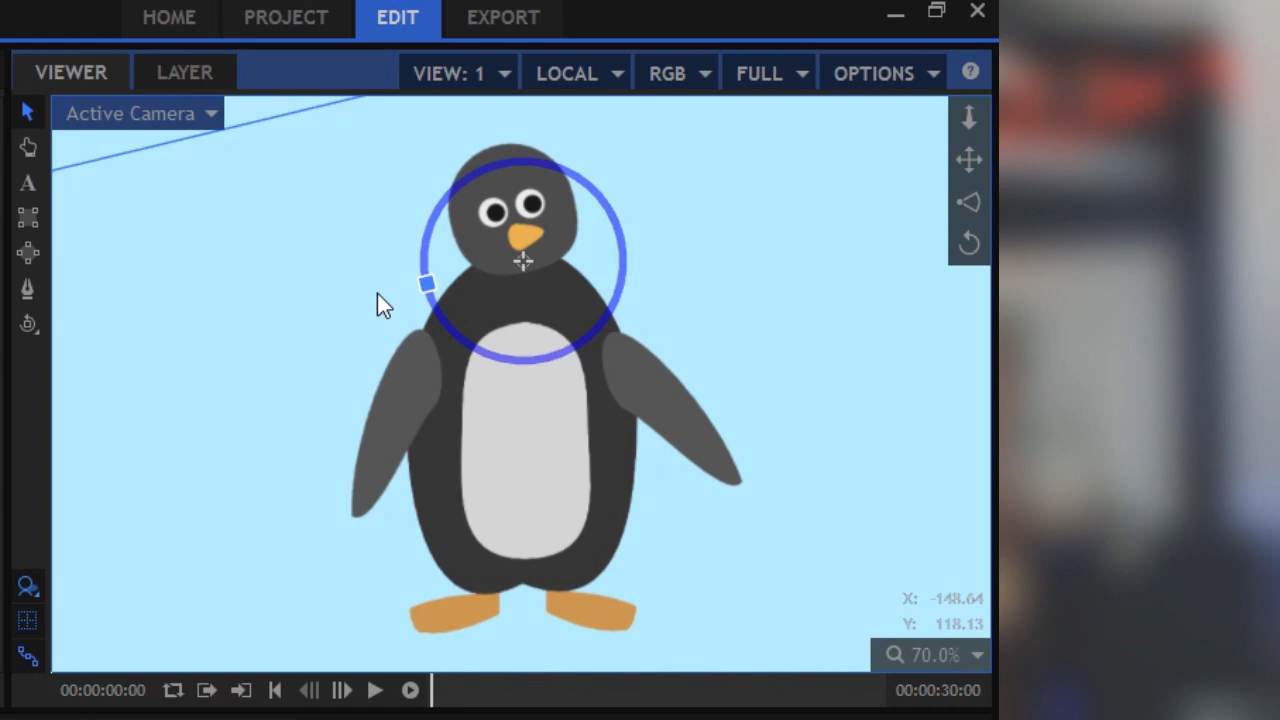 HOME PROJECT EDIT EXPORT
VIEWER LAYER VIEW: 1 LOCAL RGB FULL OPTIONS ?
Active Camera
A
X: -148.64
Y: 118.13
70.0%
00:00:00:00 00:00:30:00